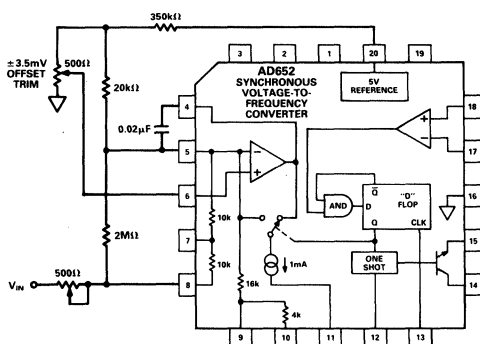 350kΩ
± 3.5mV
OFFSET
TRIM
500Ω
20kΩ
0.02μF
2MΩ
500Ω
V_IN
3
2
1
20
19
AD652
SYNCHRONOUS
VOLTAGE-TO-
FREQUENCY
CONVERTER
5V
REFERENCE
4
5
6
7
8
18
17
16
15
14
+
−
−
+
AND
Q̅
D
"D"
FLOP
Q
CLK
10k
10k
16k
4k
1mA
ONE
SHOT
9
10
11
12
13